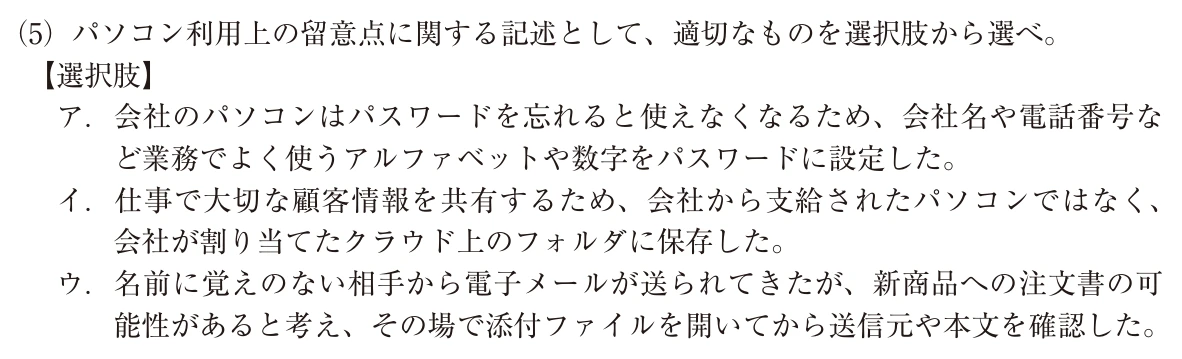 (5) パソコン利用上の留意点に関する記述として、適切なものを選択肢から選べ。
【選択肢】
ア．会社のパソコンはパスワードを忘れると使えなくなるため、会社名や電話番号な
ど業務でよく使うアルファベットや数字をパスワードに設定した。
イ．仕事で大切な顧客情報を共有するため、会社から支給されたパソコンではなく、
会社が割り当てたクラウド上のフォルダに保存した。
ウ．名前に覚えのない相手から電子メールが送られてきたが、新商品への注文書の可
能性があると考え、その場で添付ファイルを開いてから送信元や本文を確認した。